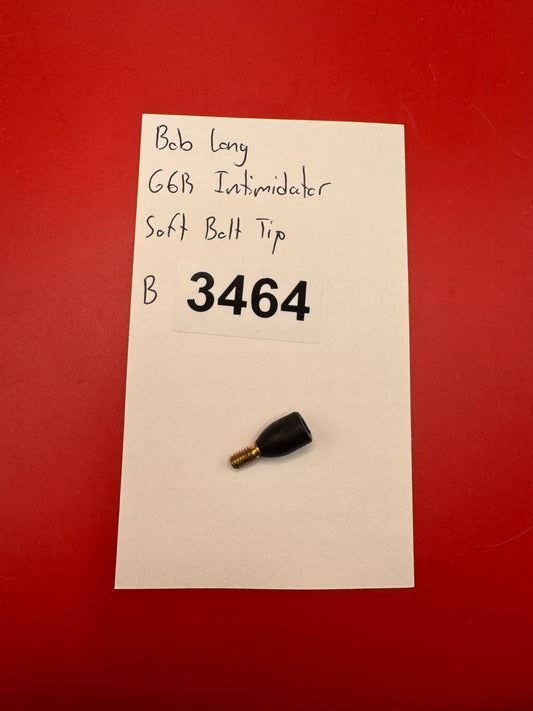 Bob Long
G6R Intimidator
Soft Bolt Tip
B 3464